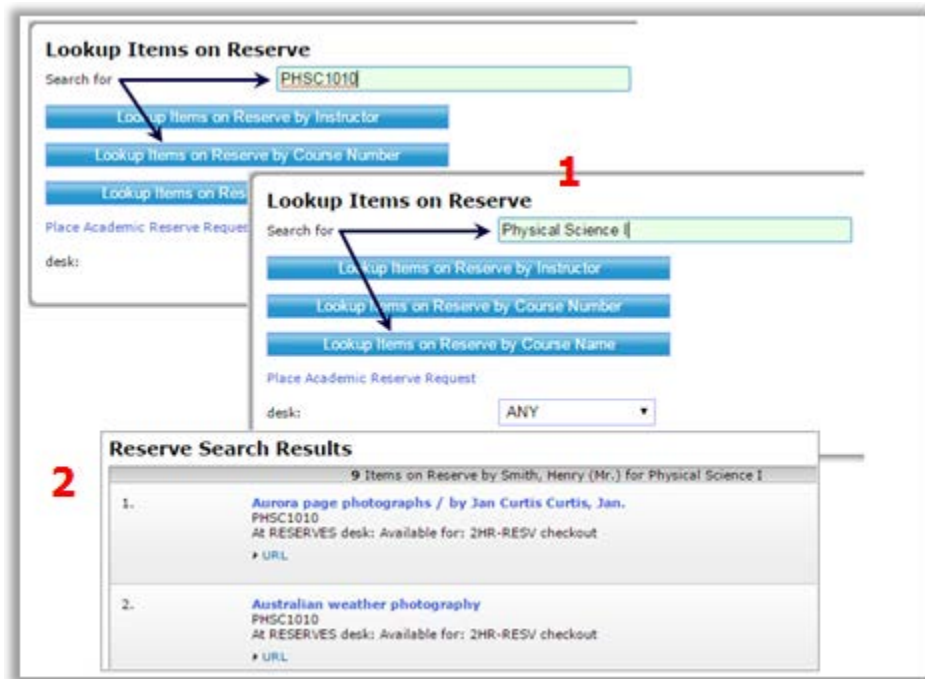 Lookup Items on Reserve
Search for PHSC1010
Lookup Items on Reserve by Instructor
Lookup Items on Reserve by Course Number
Lookup Items on Res
Place Academic Reserve Reques
desk:
1
Lookup Items on Reserve
Search for Physical Science I
Lookup Items on Reserve by Instructor
Lookup Items on Reserve by Course Number
Lookup Items on Reserve by Course Name
Place Academic Reserve Request
desk: ANY
2
Reserve Search Results
9 Items on Reserve by Smith, Henry (Mr.) for Physical Science I
1. Aurora page photographs / by Jan Curtis Curtis, Jan.
PHSC1010
At RESERVES desk: Available for: 2HR-RESV checkout
URL
2. Australian weather photography
PHSC1010
At RESERVES desk: Available for: 2HR-RESV checkout
URL